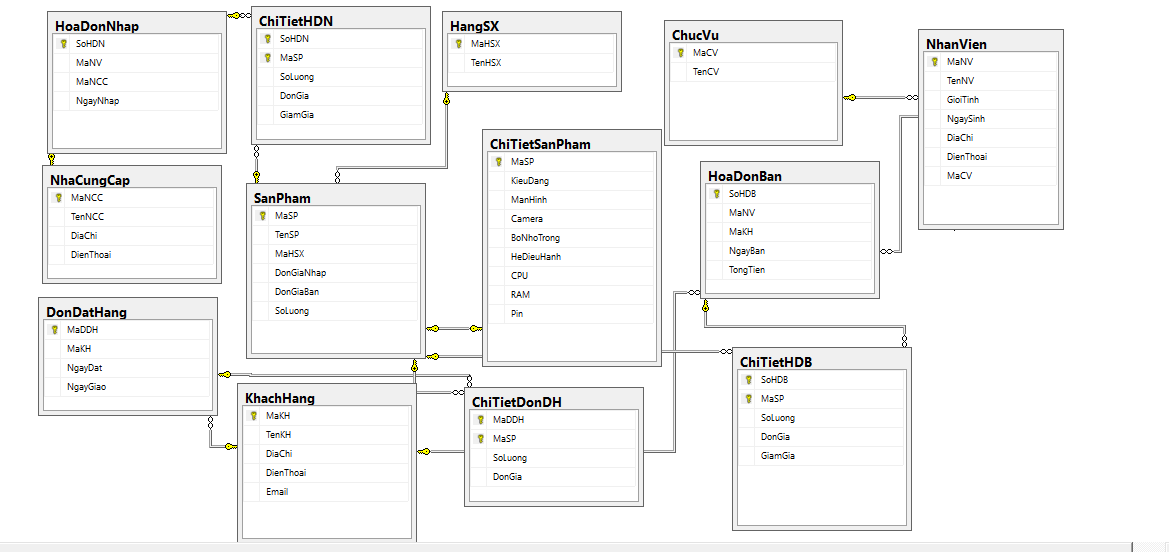 HoaDonNhap
SoHDN
MaNV
MaNCC
NgayNhap
ChiTietHDN
SoHDN
MaSP
SoLuong
DonGia
GiamGia
HangSX
MaHSX
TenHSX
ChucVu
MaCV
TenCV
NhanVien
MaNV
TenNV
GioiTinh
NgaySinh
DiaChi
DienThoai
MaCV
NhaCungCap
MaNCC
TenNCC
DiaChi
DienThoai
SanPham
MaSP
TenSP
MaHSX
DonGiaNhap
DonGiaBan
SoLuong
ChiTietSanPham
MaSP
KieuDang
ManHinh
Camera
BoNhoTrong
HeDieuHanh
CPU
RAM
Pin
HoaDonBan
SoHDB
MaNV
MaKH
NgayBan
TongTien
DonDatHang
MaDDH
MaKH
NgayDat
NgayGiao
KhachHang
MaKH
TenKH
DiaChi
DienThoai
Email
ChiTietDonDH
MaDDH
MaSP
SoLuong
DonGia
ChiTietHDB
SoHDB
MaSP
SoLuong
DonGia
GiamGia